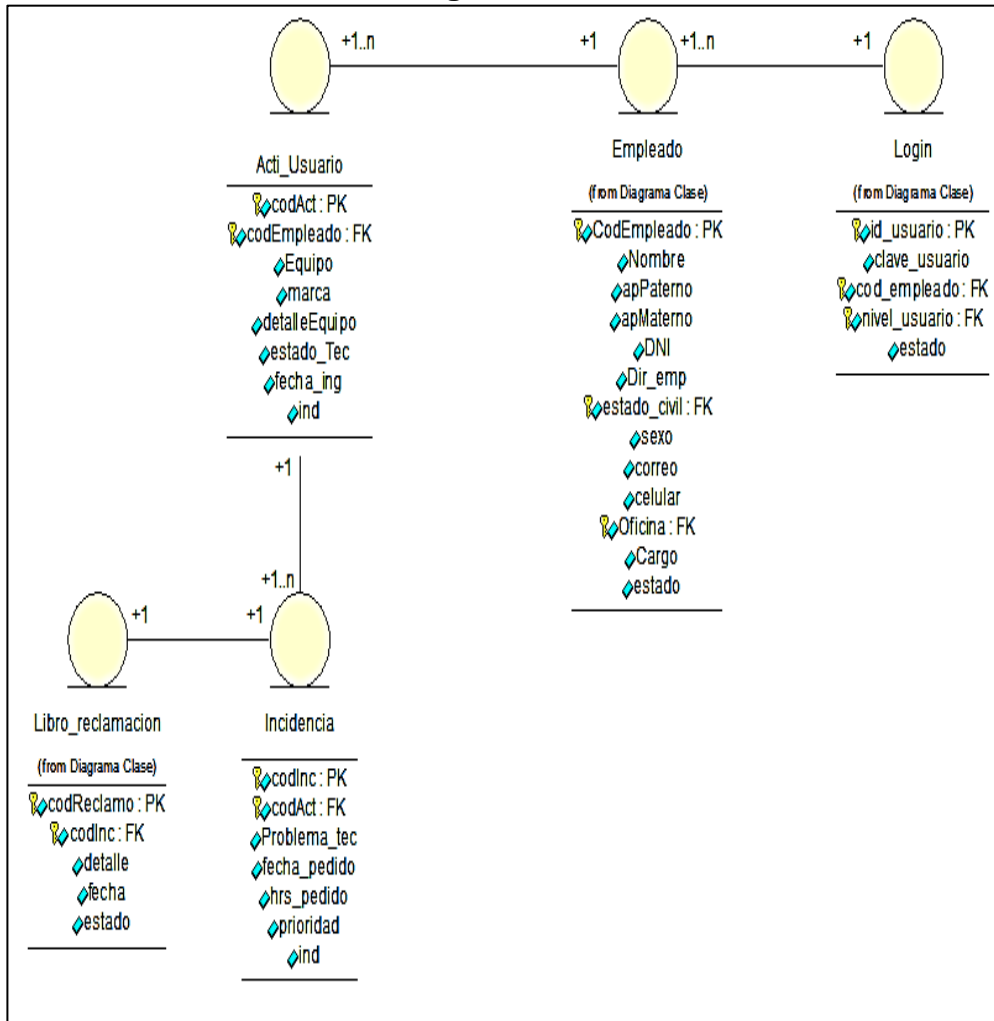 +1..n
+1
+1..n
+1
Acti_Usuario
codAct : PK
codEmpleado : FK
Equipo
marca
detalleEquipo
estado_Tec
fecha_ing
ind
Empleado
(from Diagrama Clase)
CodEmpleado : PK
Nombre
apPaterno
apMaterno
DNI
Dir_emp
estado_civil : FK
sexo
correo
celular
Oficina : FK
Cargo
estado
Login
(from Diagrama Clase)
id_usuario : PK
clave_usuario
cod_empleado : FK
nivel_usuario : FK
estado
+1
+1..n
+1
+1
Libro_reclamacion
(from Diagrama Clase)
codReclamo : PK
codInc : FK
detalle
fecha
estado
Incidencia
codInc : PK
codAct : FK
Problema_tec
fecha_pedido
hrs_pedido
prioridad
ind